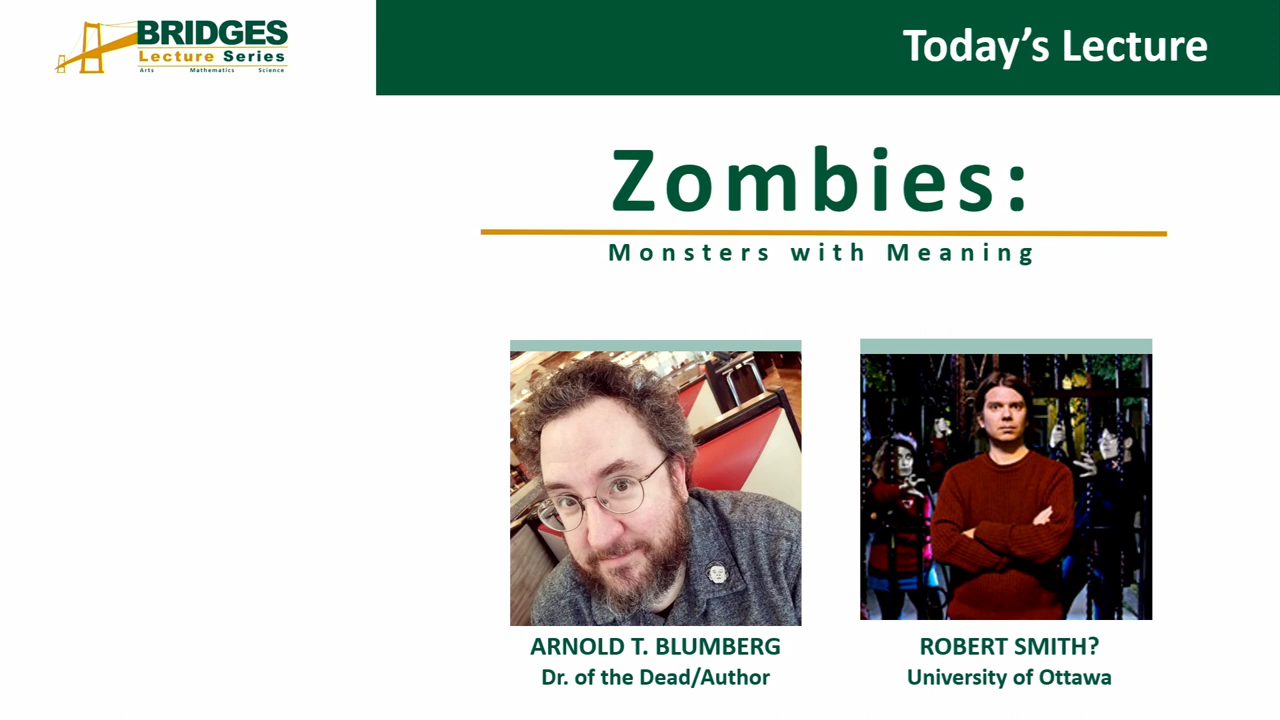 BRIDGES
Lecture Series
Arts Mathematics Science
Today's Lecture
Zombies:
Monsters with Meaning
ARNOLD T. BLUMBERG
Dr. of the Dead/Author
ROBERT SMITH?
University of Ottawa